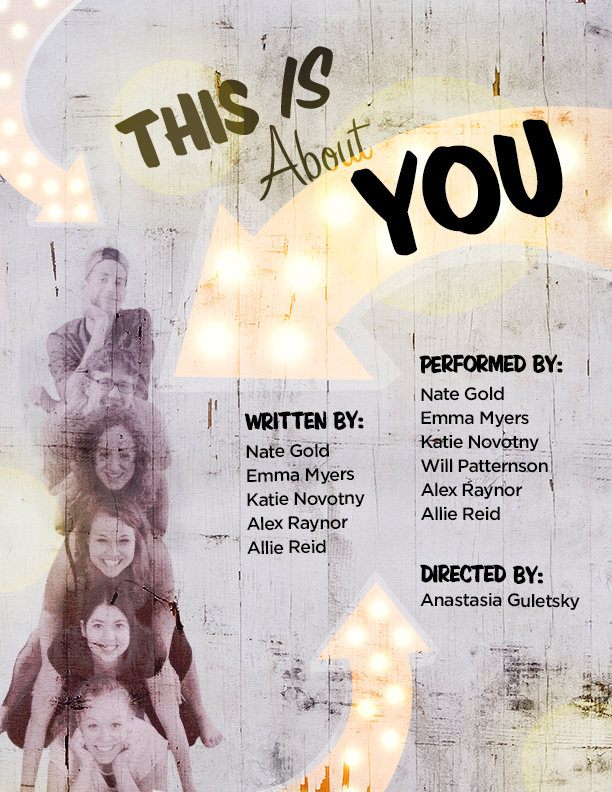 THIS IS
About
YOU
WRITTEN BY:
Nate Gold
Emma Myers
Katie Novotny
Alex Raynor
Allie Reid
PERFORMED BY:
Nate Gold
Emma Myers
Katie Novotny
Will Patternson
Alex Raynor
Allie Reid
DIRECTED BY:
Anastasia Guletsky